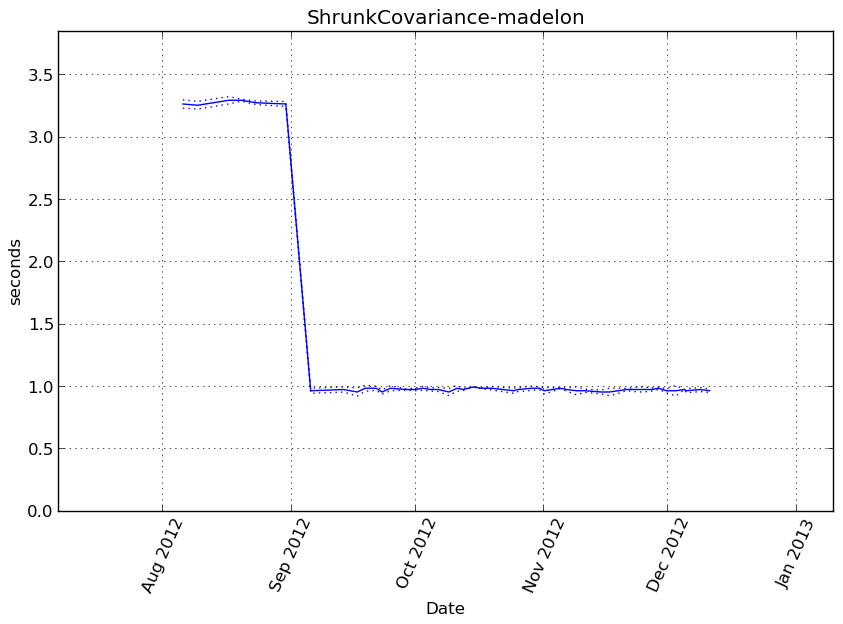 ShrunkCovariance-madelon
3.5
3.0
2.5
2.0
1.5
1.0
0.5
0.0
seconds
Aug 2012
Sep 2012
Oct 2012
Nov 2012
Dec 2012
Jan 2013
Date